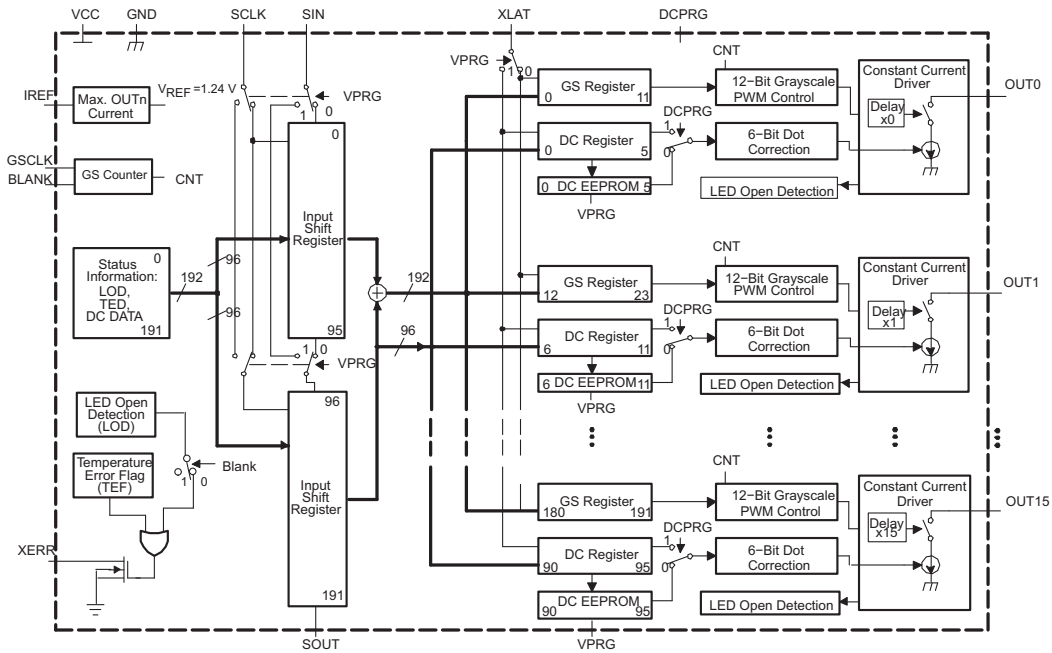 VCC
GND
SCLK
SIN
XLAT
DCPRG
IREF
Max. OUTn
Current
VREF =1.24 V
VPRG
1
0
GSCLK
BLANK
GS Counter
CNT
Status
Information:
LOD,
TED,
DC DATA
0
191
192
96
96
0
Input
Shift
Register
95
1
0
VPRG
96
Input
Shift
Register
191
SOUT
192
96
LED Open
Detection
(LOD)
Temperature
Error Flag
(TEF)
1
0
Blank
XERR
VPRG
1
0
GS Register
0
11
DC Register
0
5
0
DC EEPROM
5
VPRG
DCPRG
1
0
CNT
12-Bit Grayscale
PWM Control
6-Bit Dot
Correction
LED Open Detection
Constant Current
Driver
Delay
x0
OUT0
GS Register
12
23
DC Register
6
11
6
DC EEPROM
11
VPRG
DCPRG
1
0
CNT
12-Bit Grayscale
PWM Control
6-Bit Dot
Correction
LED Open Detection
Constant Current
Driver
Delay
x1
OUT1
GS Register
180
191
DC Register
90
95
DC EEPROM
90
95
VPRG
DCPRG
1
0
CNT
12-Bit Grayscale
PWM Control
6-Bit Dot
Correction
LED Open Detection
Constant Current
Driver
Delay
x15
OUT15